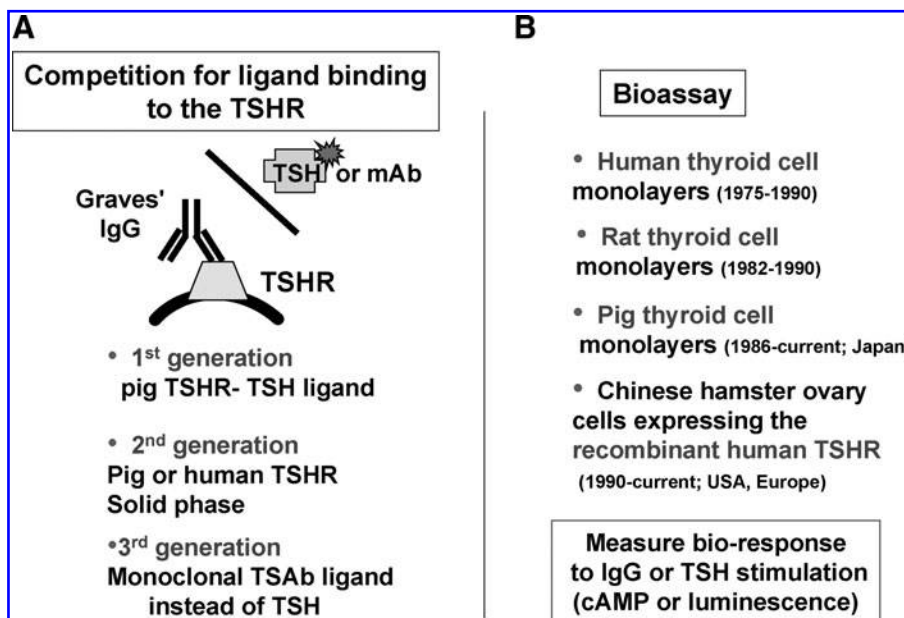 A
Competition for ligand binding
to the TSHR
TSH or mAb
Graves'
IgG
TSHR
• 1st generation
pig TSHR- TSH ligand
• 2nd generation
Pig or human TSHR
Solid phase
•3rd generation
Monoclonal TSAb ligand
instead of TSH
B
Bioassay
• Human thyroid cell
monolayers (1975-1990)
• Rat thyroid cell
monolayers (1982-1990)
• Pig thyroid cell
monolayers (1986-current; Japan
• Chinese hamster ovary
cells expressing the
recombinant human TSHR
(1990-current; USA, Europe)
Measure bio-response
to IgG or TSH stimulation
(cAMP or luminescence)